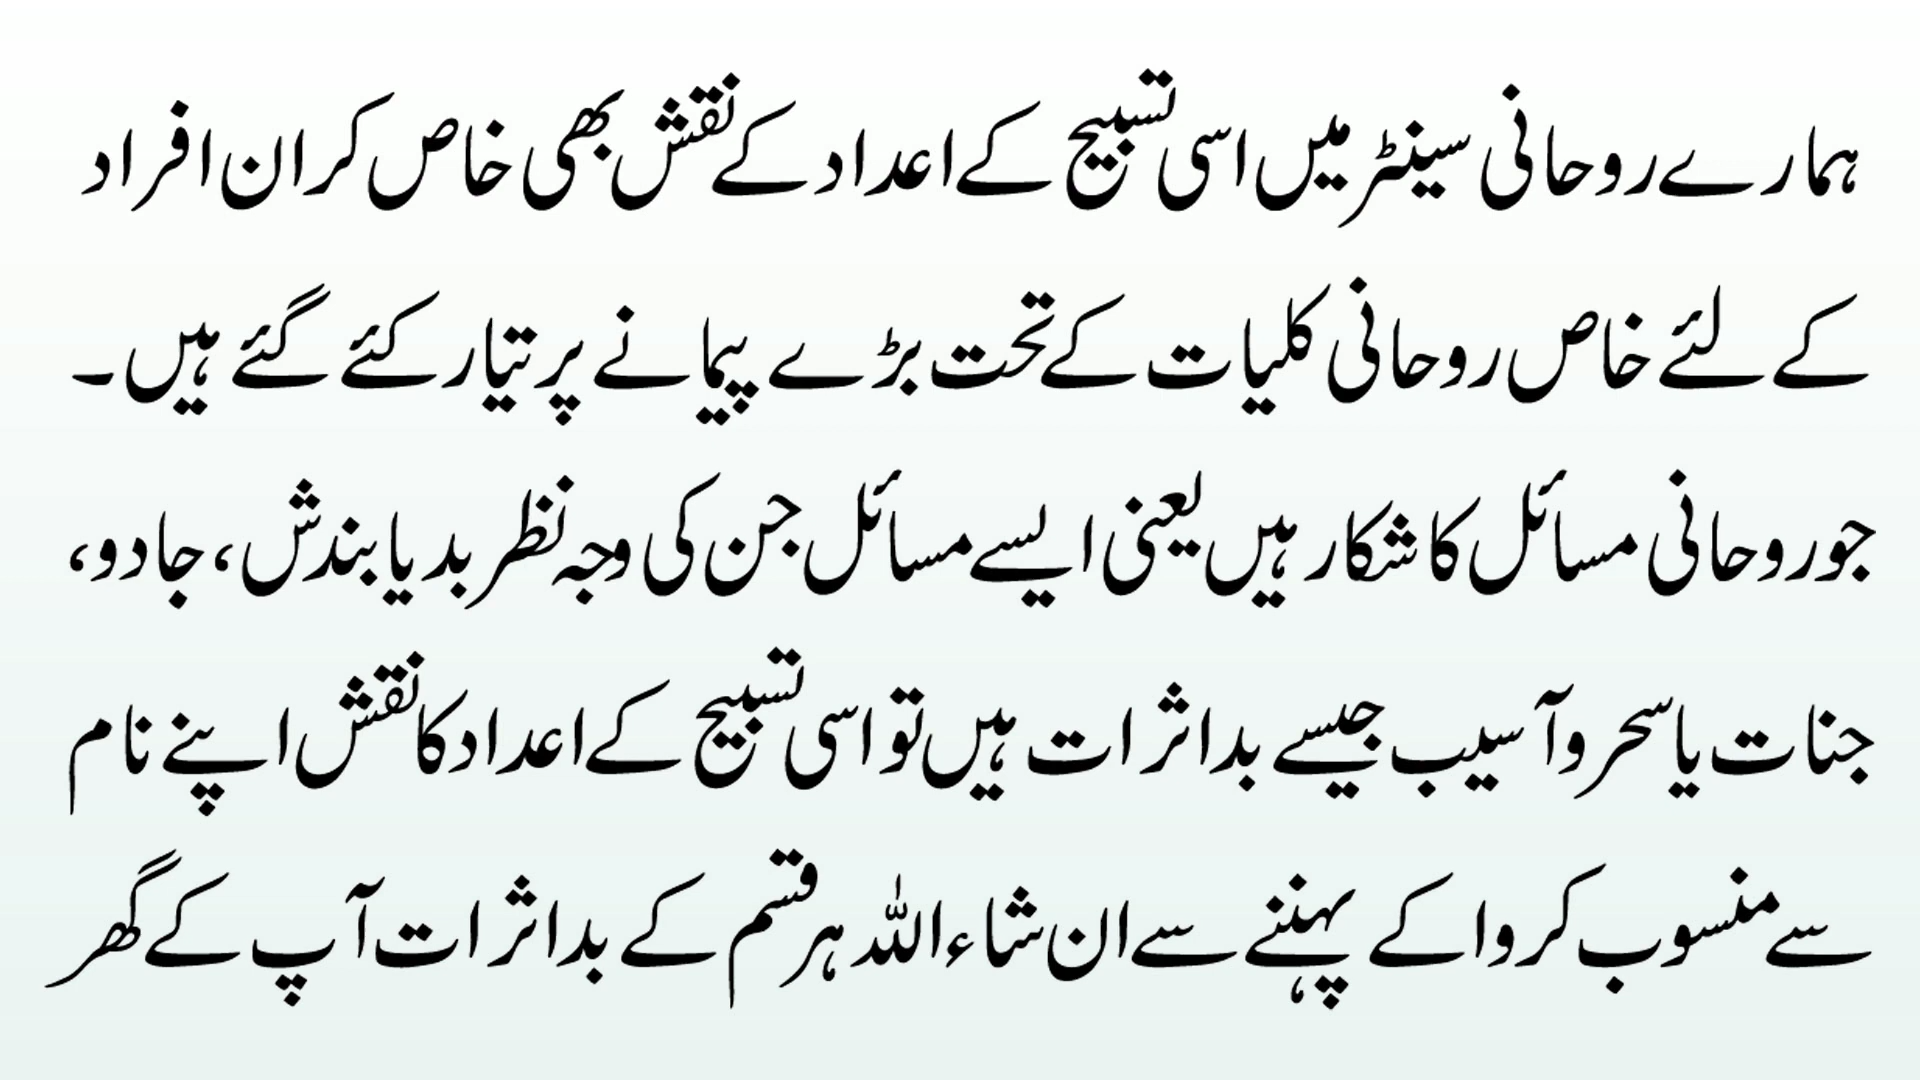 ہمارے روحانی سینٹر میں اسی تسبیح کے اعداد کے نقش بھی خاص کر ان افراد
کے لئے خاص روحانی کلیات کے تحت بڑے پیمانے پر تیار کئے گئے ہیں۔
جو روحانی مسائل کا شکار ہیں یعنی ایسے مسائل جن کی وجہ نظر بد یا بندش، جادو،
جنات یا سحر و آسیب جیسے بد اثرات ہیں تو اسی تسبیح کے اعداد کا نقش اپنے نام
سے منسوب کروا کے پہننے سے ان شاء اللہ ہر قسم کے بد اثرات آپ کے گھر